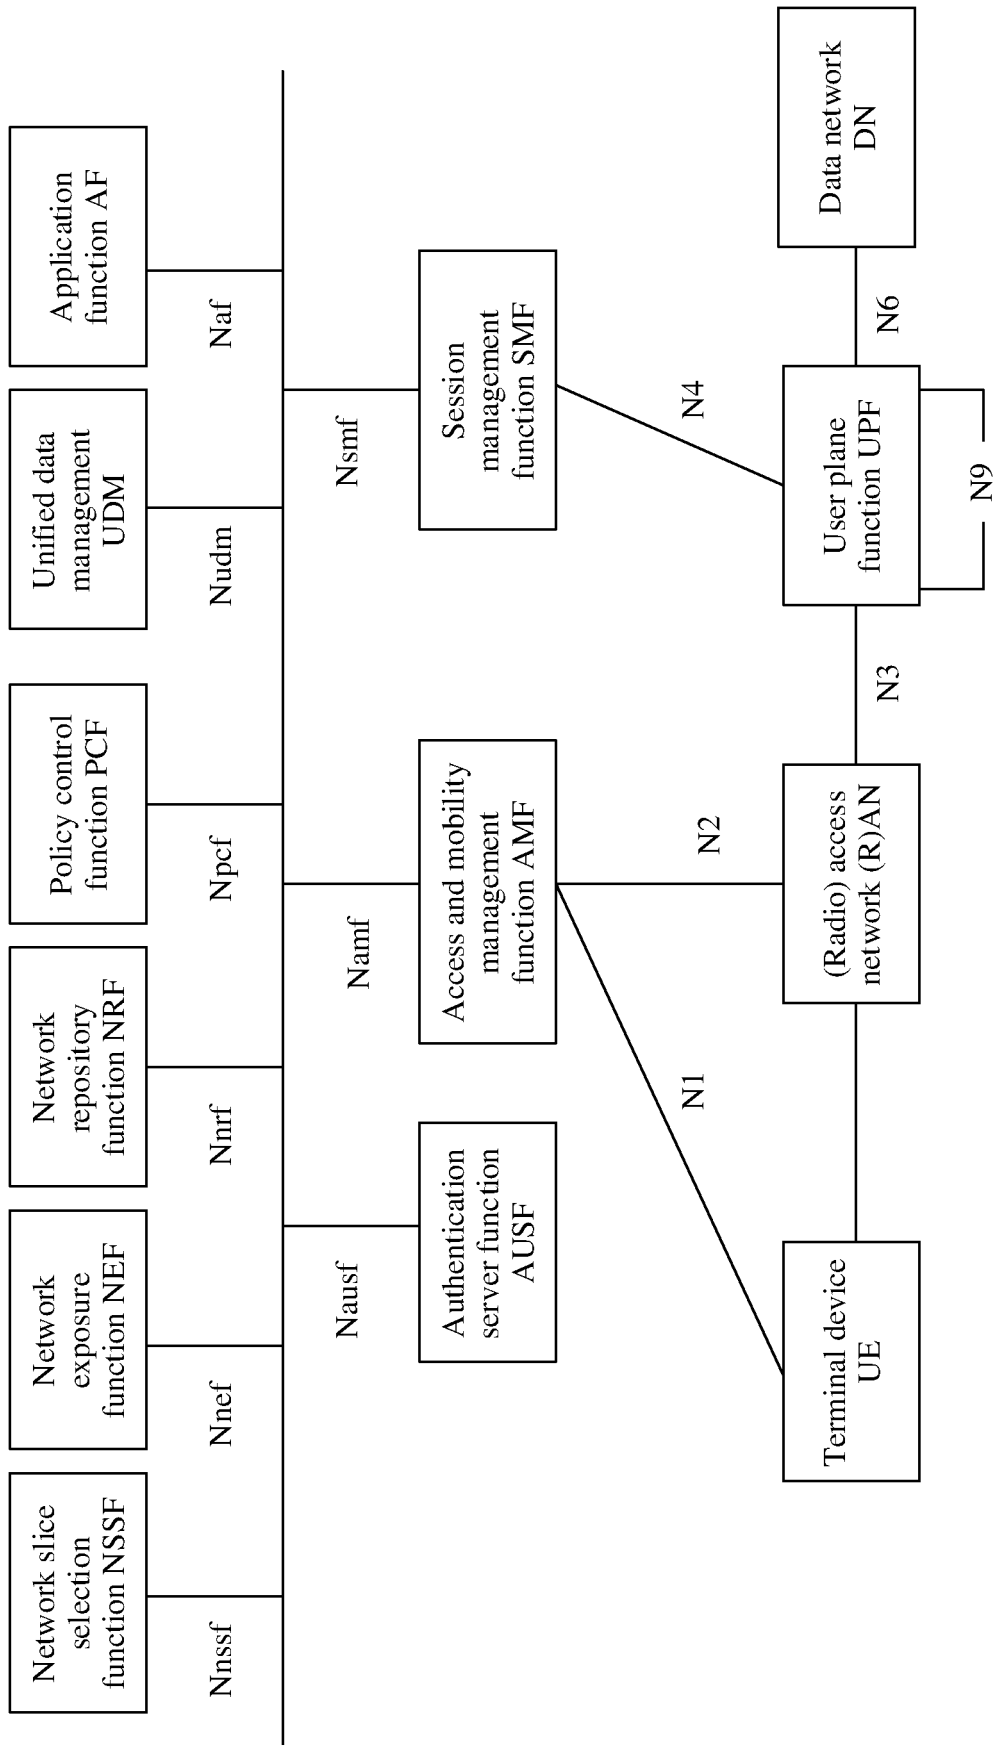 Network slice
selection
function NSSF
Network
exposure
function NEF
Network
repository
function NRF
Policy control
function PCF
Unified data
management
UDM
Application
function AF
Nnssf
Nnef
Nnrf
Npcf
Nudm
Naf
Nausf
Namf
Nsmf
Authentication
server function
AUSF
Access and mobility
management
function AMF
Session
management
function SMF
N1
N2
N4
Terminal device
UE
(Radio) access
network (R)AN
N3
User plane
function UPF
N6
Data network
DN
N9